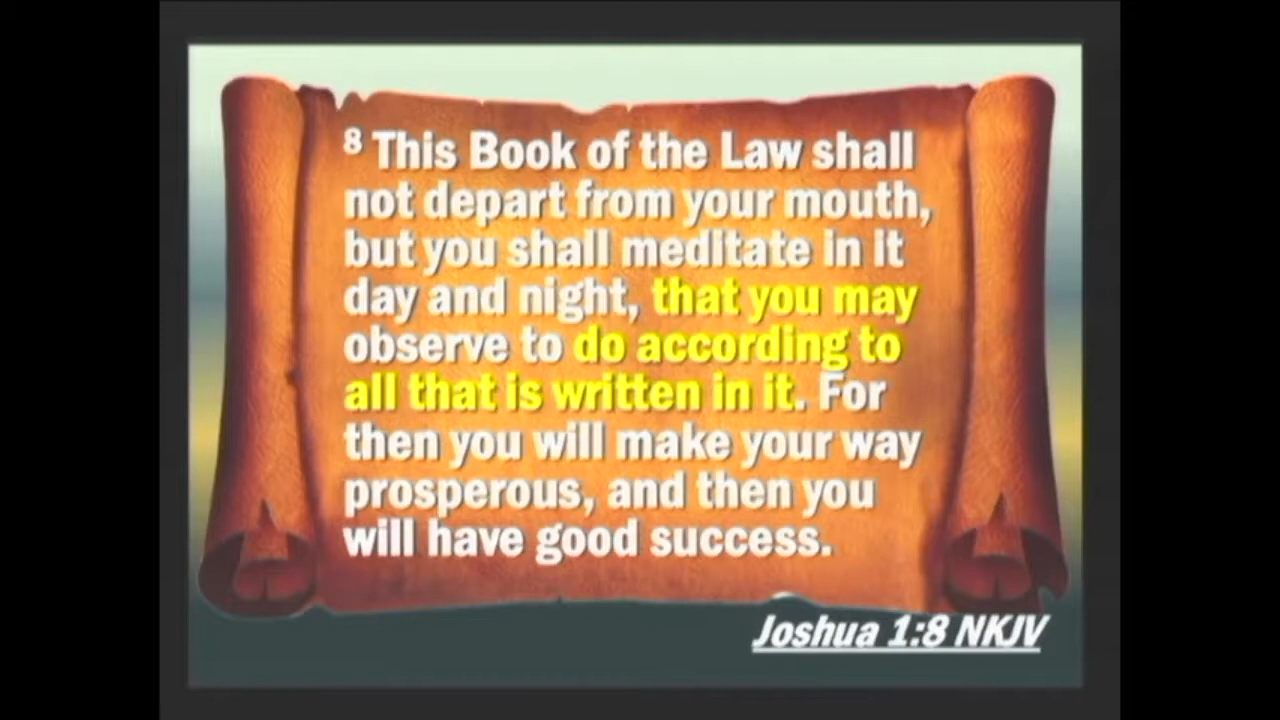 8 This Book of the Law shall
not depart from your mouth,
but you shall meditate in it
day and night, that you may
observe to do according to
all that is written in it. For
then you will make your way
prosperous, and then you
will have good success.
Joshua 1:8 NKJV